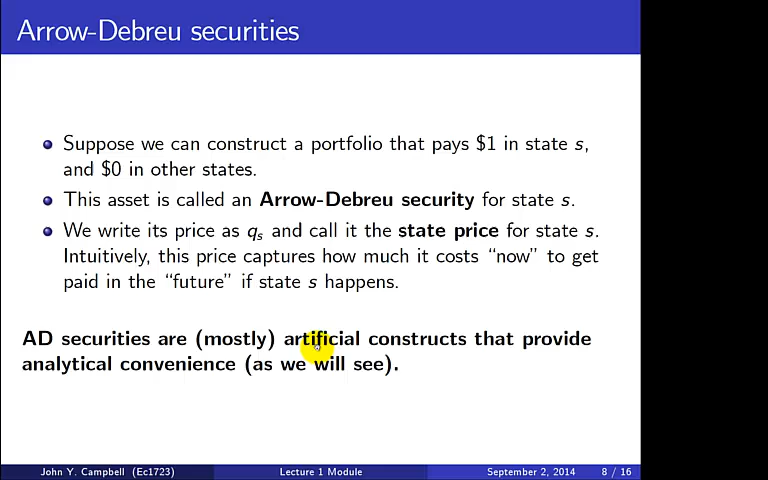 Arrow-Debreu securities
Suppose we can construct a portfolio that pays $1 in state s,
and $0 in other states.
This asset is called an Arrow-Debreu security for state s.
We write its price as qₛ and call it the state price for state s.
Intuitively, this price captures how much it costs “now” to get
paid in the “future” if state s happens.
AD securities are (mostly) artificial constructs that provide
analytical convenience (as we will see).
John Y. Campbell (Ec1723) Lecture 1 Module September 2, 2014 8 / 16